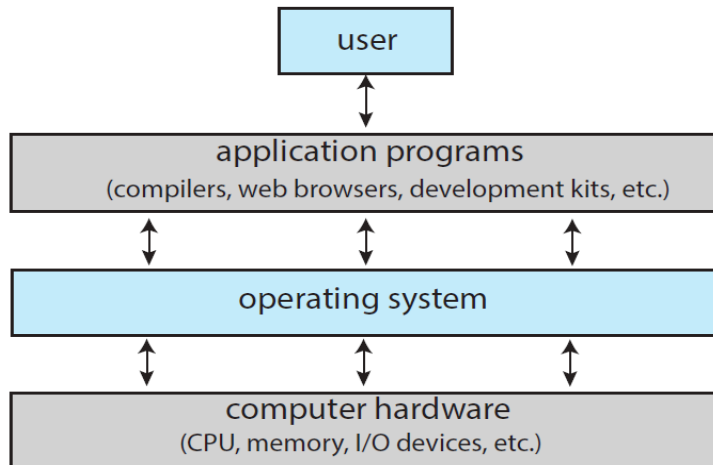 user
application programs
(compilers, web browsers, development kits, etc.)
operating system
computer hardware
(CPU, memory, I/O devices, etc.)